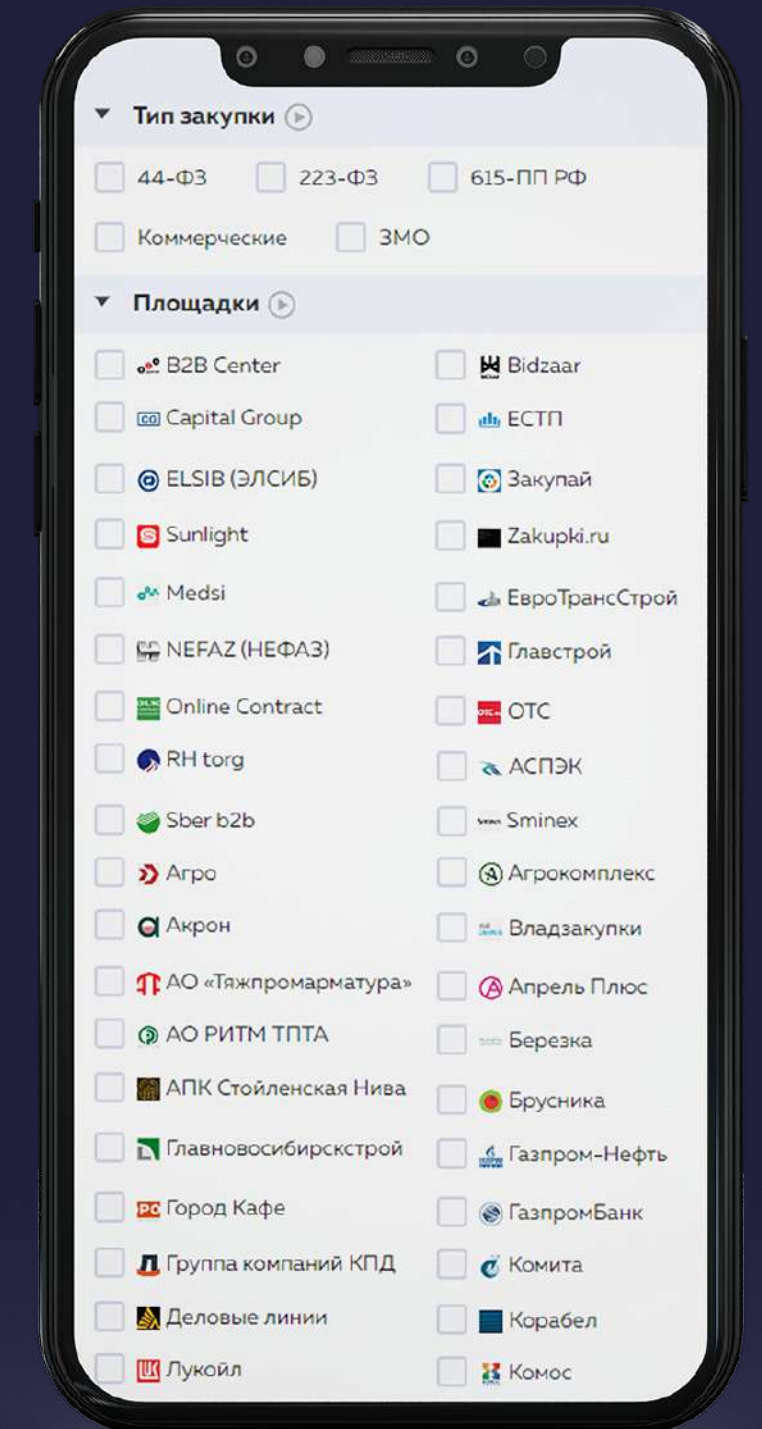 Тип закупки
44-ФЗ 223-ФЗ 615-ПП РФ
Коммерческие ЗМО
Площадки
B2B Center Bidzaar
CG Capital Group ЕСТП
ELSIB (ЭЛСИБ) Закупай
Sunlight Zakupki.ru
Medsi ЕвроТрансСтрой
NEFAZ (НЕФАЗ) Главстрой
Online Contract ОТС
RH torg АСПЭК
Sber b2b Sminex
Агро Агрокомплекс
Акрон Владзакупки
АО «Тяжпромарматура» Апрель Плюс
АО РИТМ ТПТА Березка
АПК Стойленская Нива Брусника
Главновосибирскстрой Газпром-Нефть
Город Кафе ГазпромБанк
Группа компаний КПД Комита
Деловые линии Корабел
Лукойл Комос